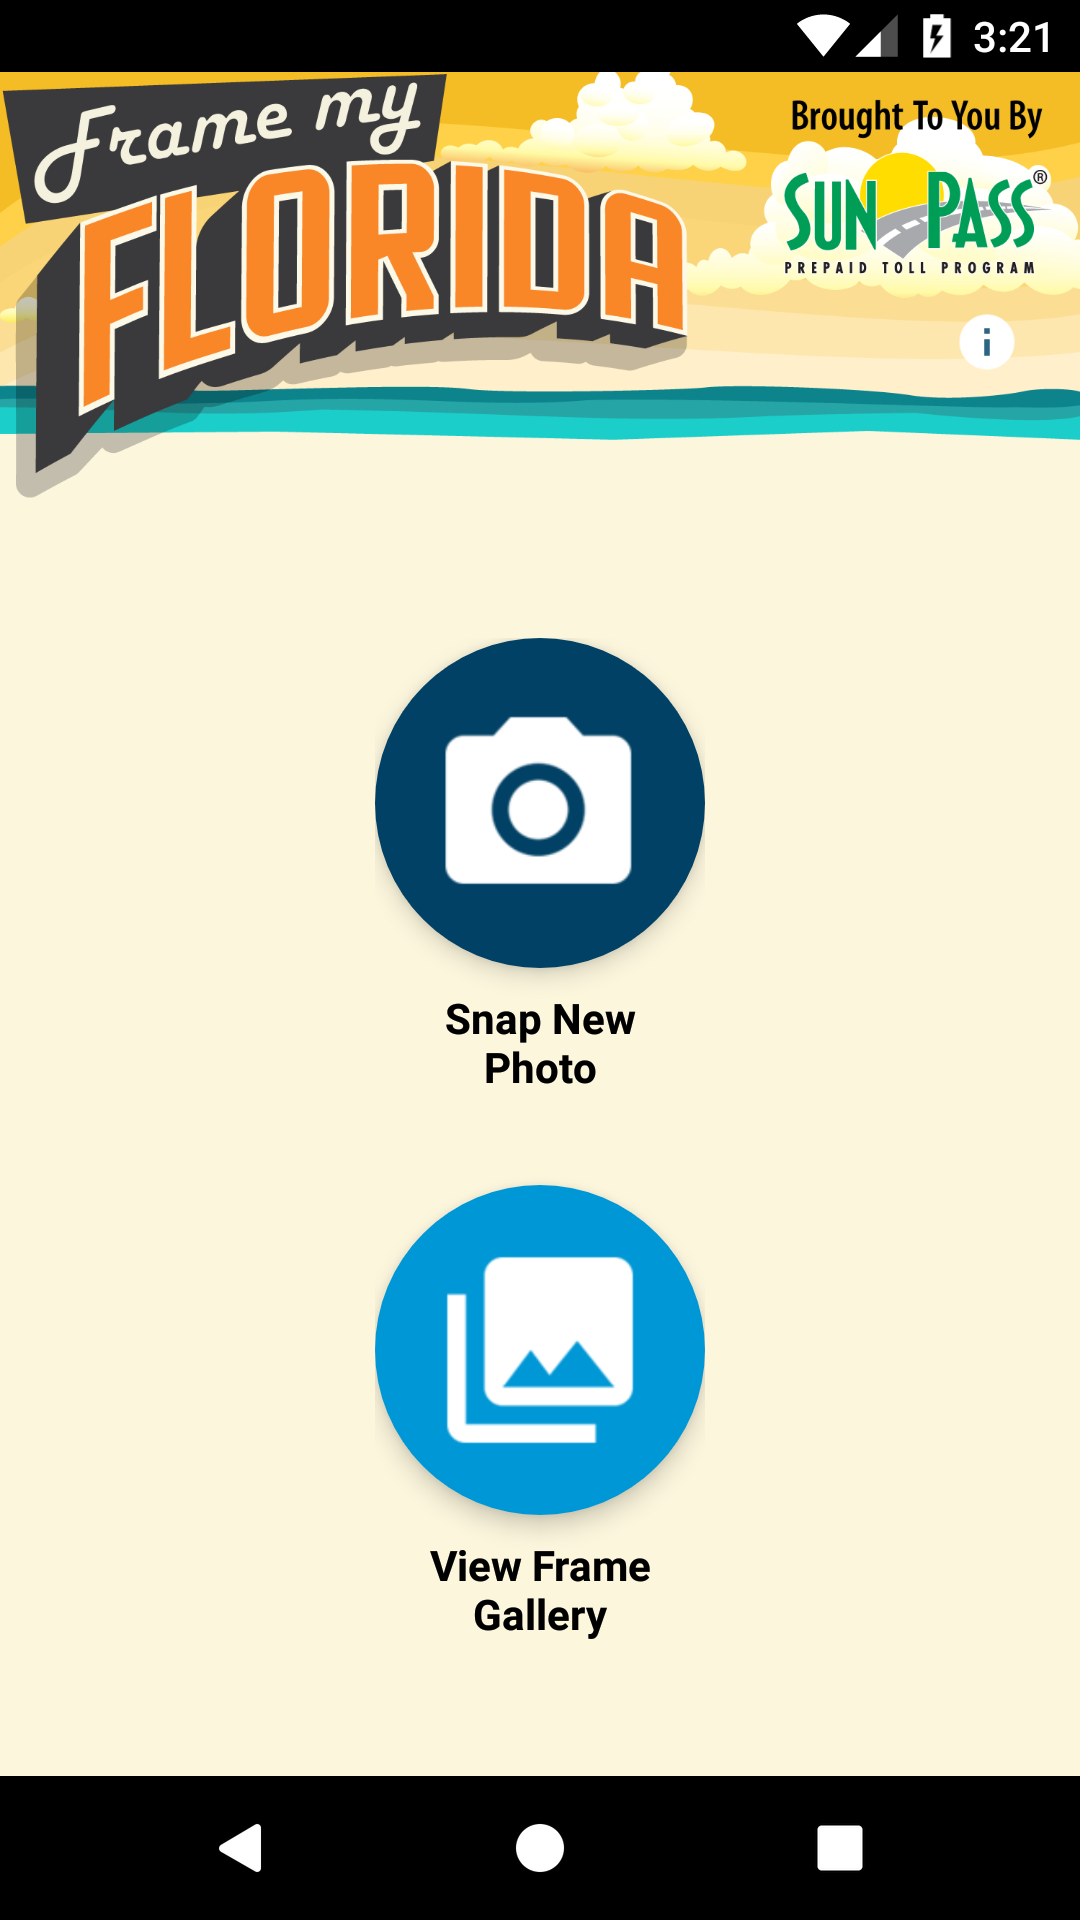 3:21
Frame my
FLORIDA
Brought To You By
SUNPASS®
PREPAID TOLL PROGRAM
i
Snap New
Photo
View Frame
Gallery